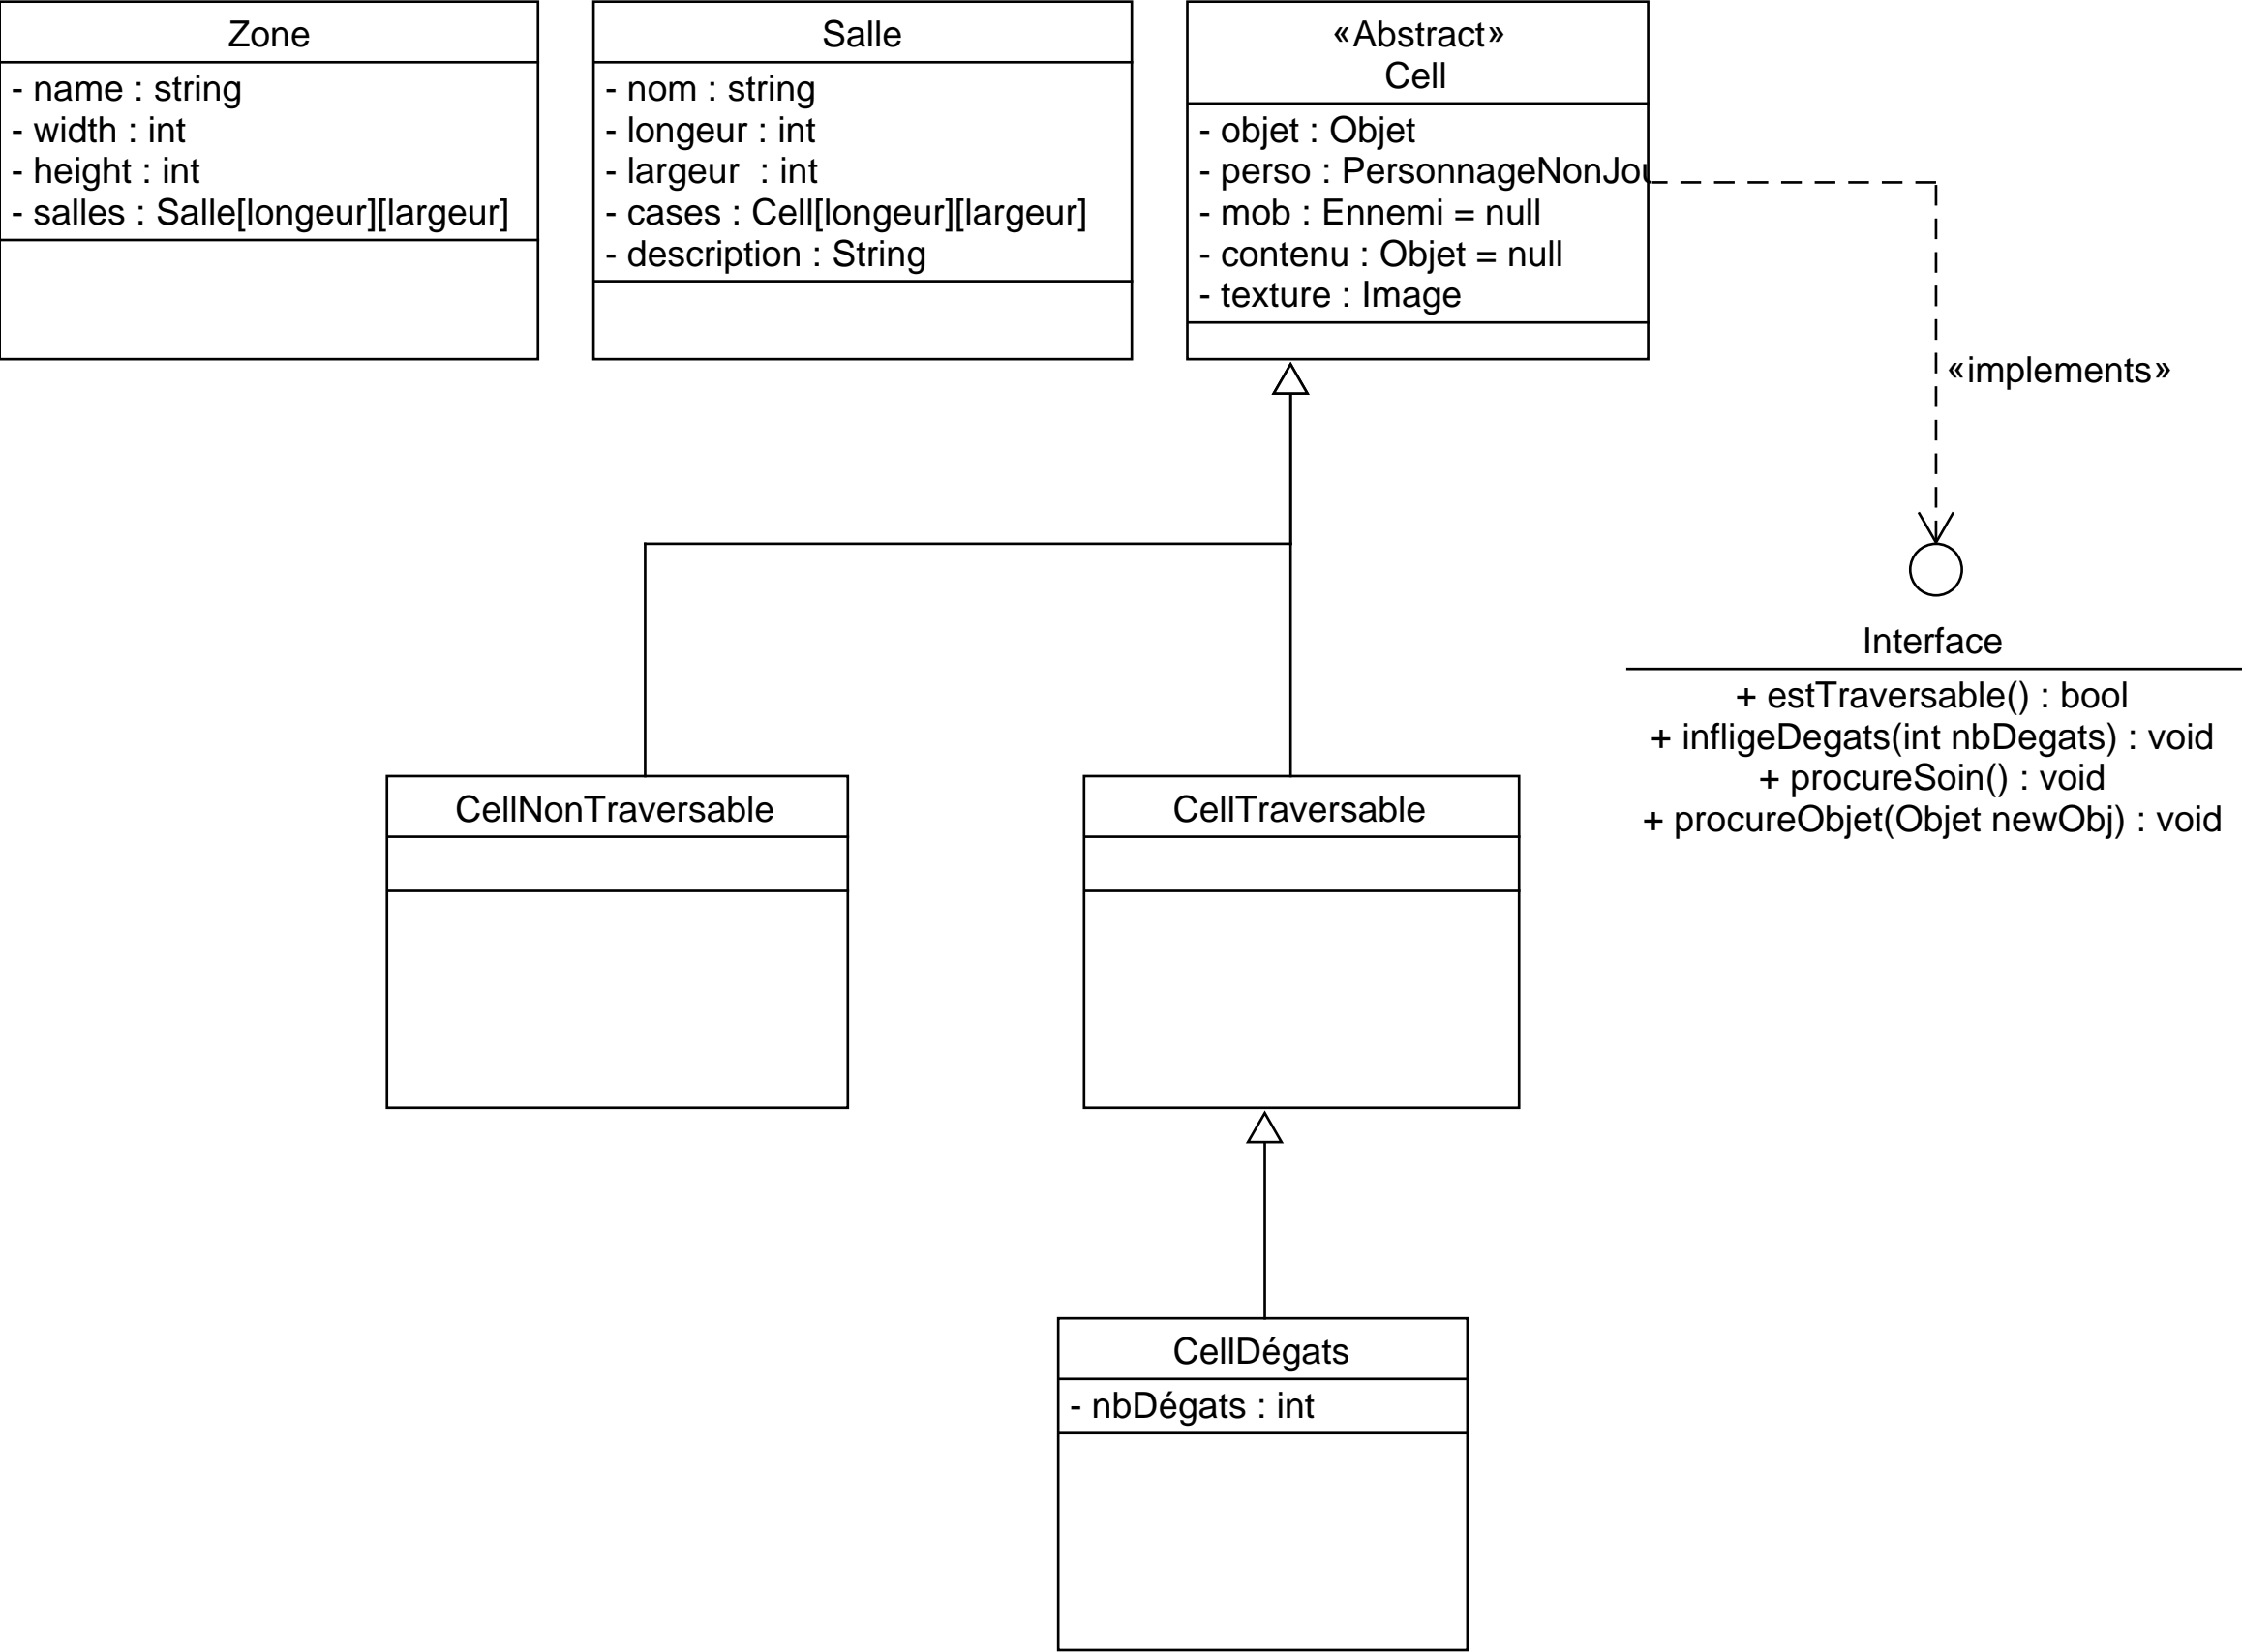 Zone
- name : string
- width : int
- height : int
- salles : Salle[longeur][largeur]
Salle
- nom : string
- longeur : int
- largeur  : int
- cases : Cell[longeur][largeur]
- description : String
«Abstract»
Cell
- objet : Objet
- perso : PersonnageNonJou
- mob : Ennemi = null
- contenu : Objet = null
- texture : Image
«implements»
Interface
+ estTraversable() : bool
+ infligeDegats(int nbDegats) : void
+ procureSoin() : void
+ procureObjet(Objet newObj) : void
CellNonTraversable
CellTraversable
CellDégats
- nbDégats : int